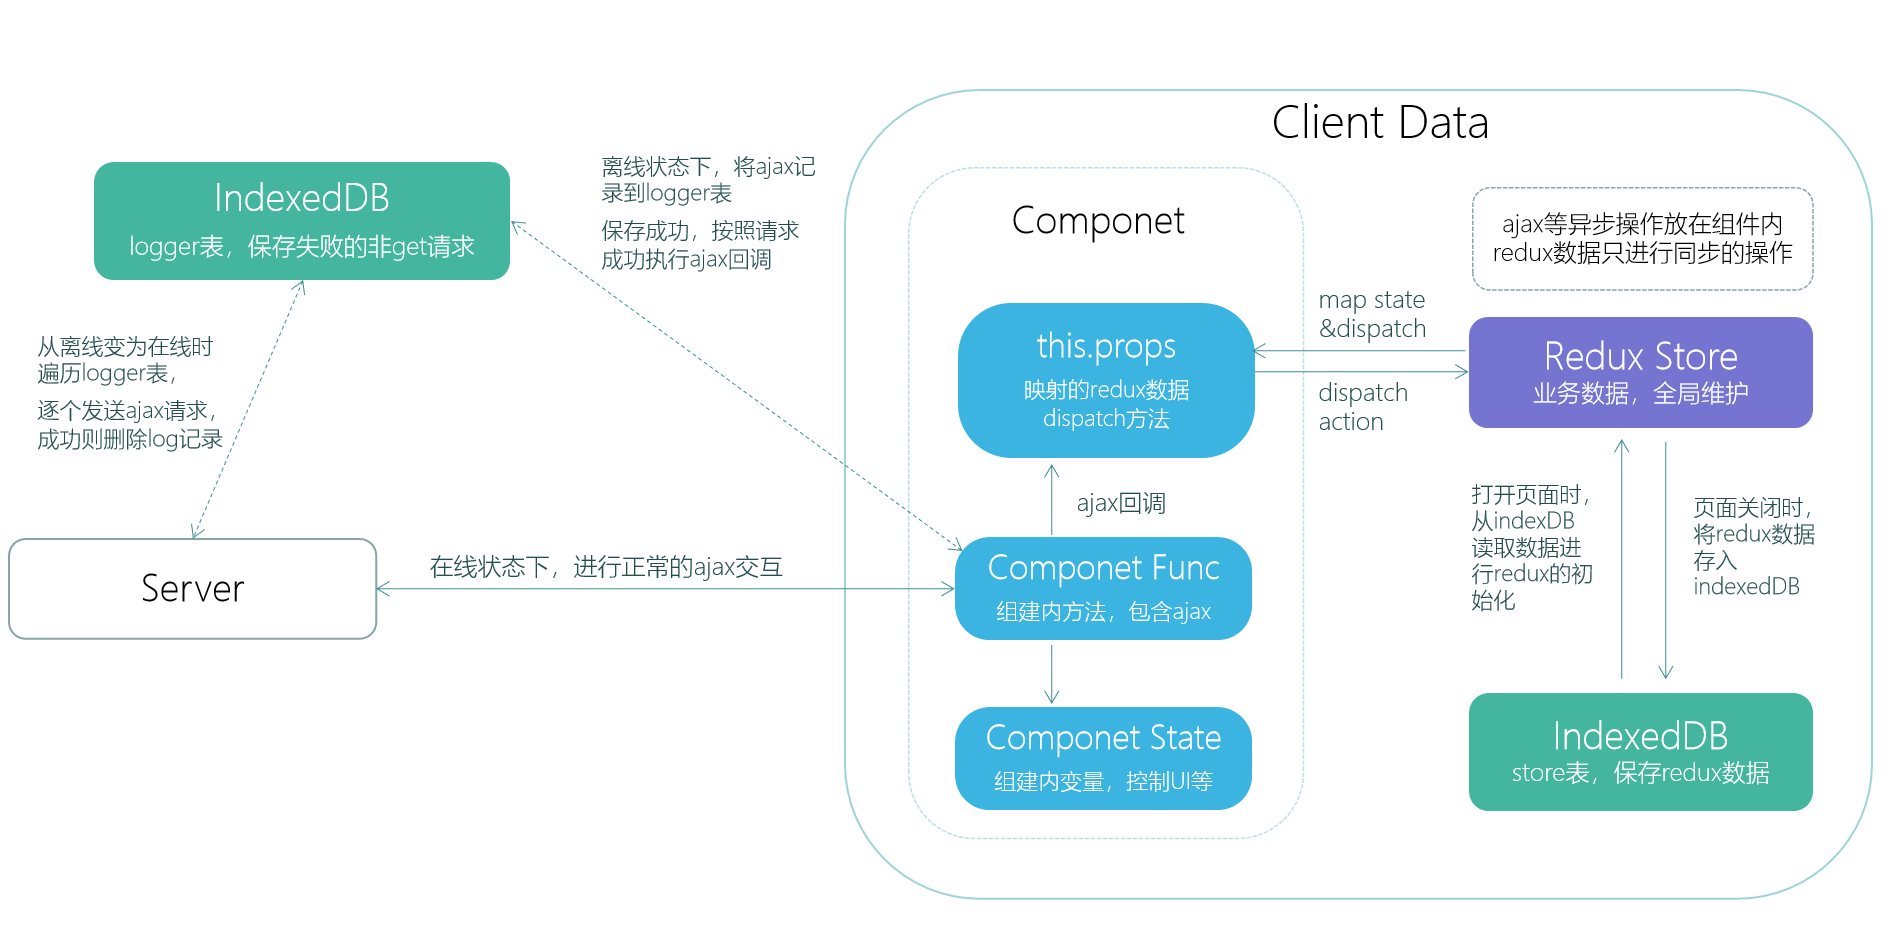 Client Data
IndexedDB
logger表，保存失败的非get请求
离线状态下，将ajax记
录到logger表
保存成功，按照请求
成功执行ajax回调
从离线变为在线时
遍历logger表，
逐个发送ajax请求，
成功则删除log记录
Server
在线状态下，进行正常的ajax交互
Componet
this.props
映射的redux数据
dispatch方法
ajax回调
Componet Func
组建内方法，包含ajax
Componet State
组建内变量，控制UI等
map state
&dispatch
dispatch
action
ajax等异步操作放在组件内
redux数据只进行同步的操作
Redux Store
业务数据，全局维护
打开页面时，
从indexDB
读取数据进
行redux的初
始化
页面关闭时，
将redux数据
存入
indexedDB
IndexedDB
store表，保存redux数据